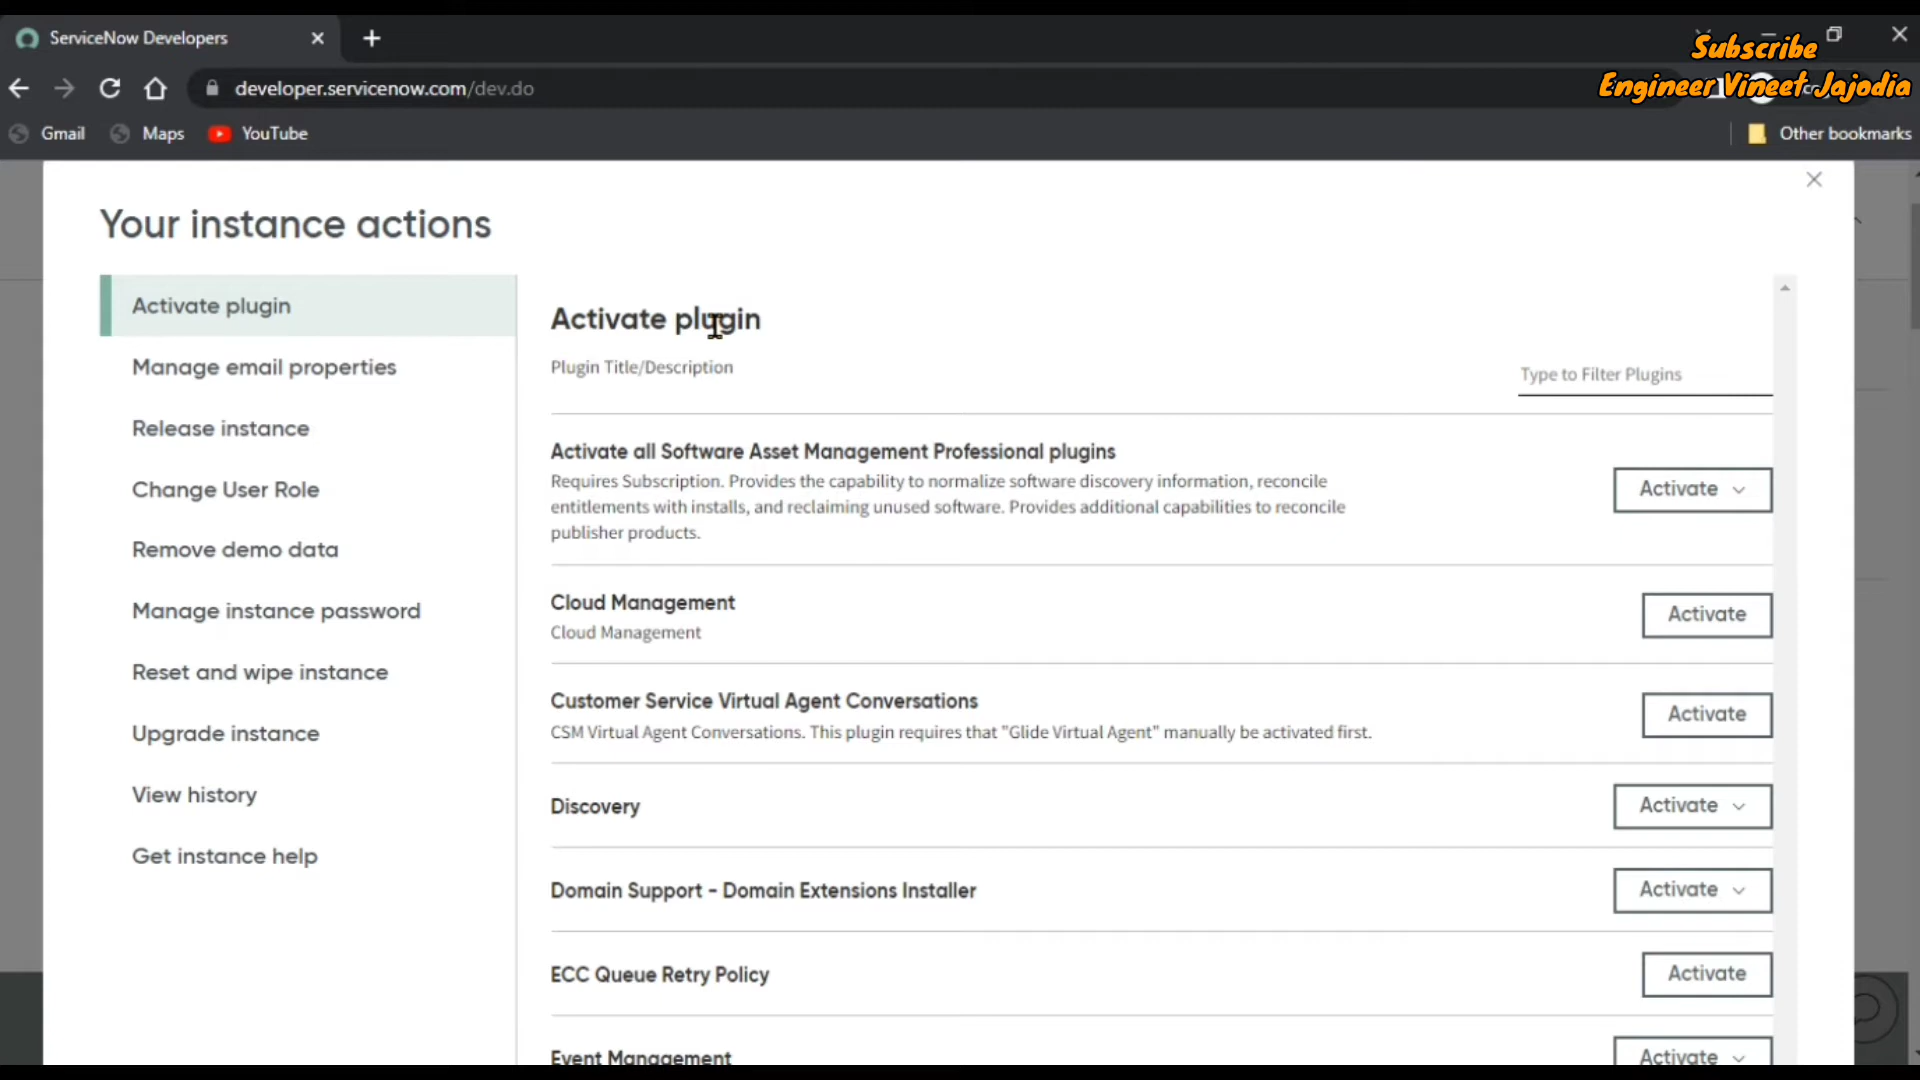 ServiceNow Developers
Subscribe
Engineer Vineet Jajodia
developer.servicenow.com/dev.do
Gmail
Maps
YouTube
Other bookmarks
Your instance actions
Activate plugin
Manage email properties
Release instance
Change User Role
Remove demo data
Manage instance password
Reset and wipe instance
Upgrade instance
View history
Get instance help
Activate plugin
Plugin Title/Description
Type to Filter Plugins
Activate all Software Asset Management Professional plugins
Requires Subscription. Provides the capability to normalize software discovery information, reconcile
entitlements with installs, and reclaiming unused software. Provides additional capabilities to reconcile
publisher products.
Activate
Cloud Management
Cloud Management
Activate
Customer Service Virtual Agent Conversations
CSM Virtual Agent Conversations. This plugin requires that "Glide Virtual Agent" manually be activated first.
Activate
Discovery
Activate
Domain Support - Domain Extensions Installer
Activate
ECC Queue Retry Policy
Activate
Event Management
Activate